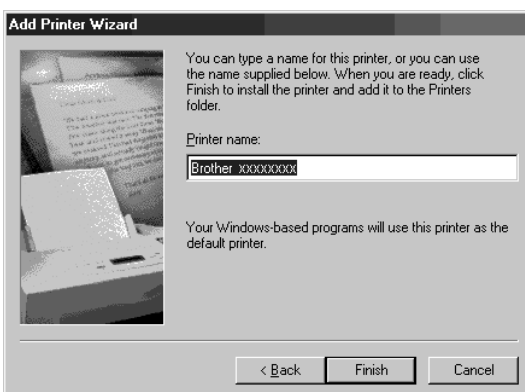 Add Printer Wizard
You can type a name for this printer, or you can use
the name supplied below. When you are ready, click
Finish to install the printer and add it to the Printers
folder.
Printer name:
Brother xxxxxxxx
Your Windows-based programs will use this printer as the
default printer.
< Back
Finish
Cancel